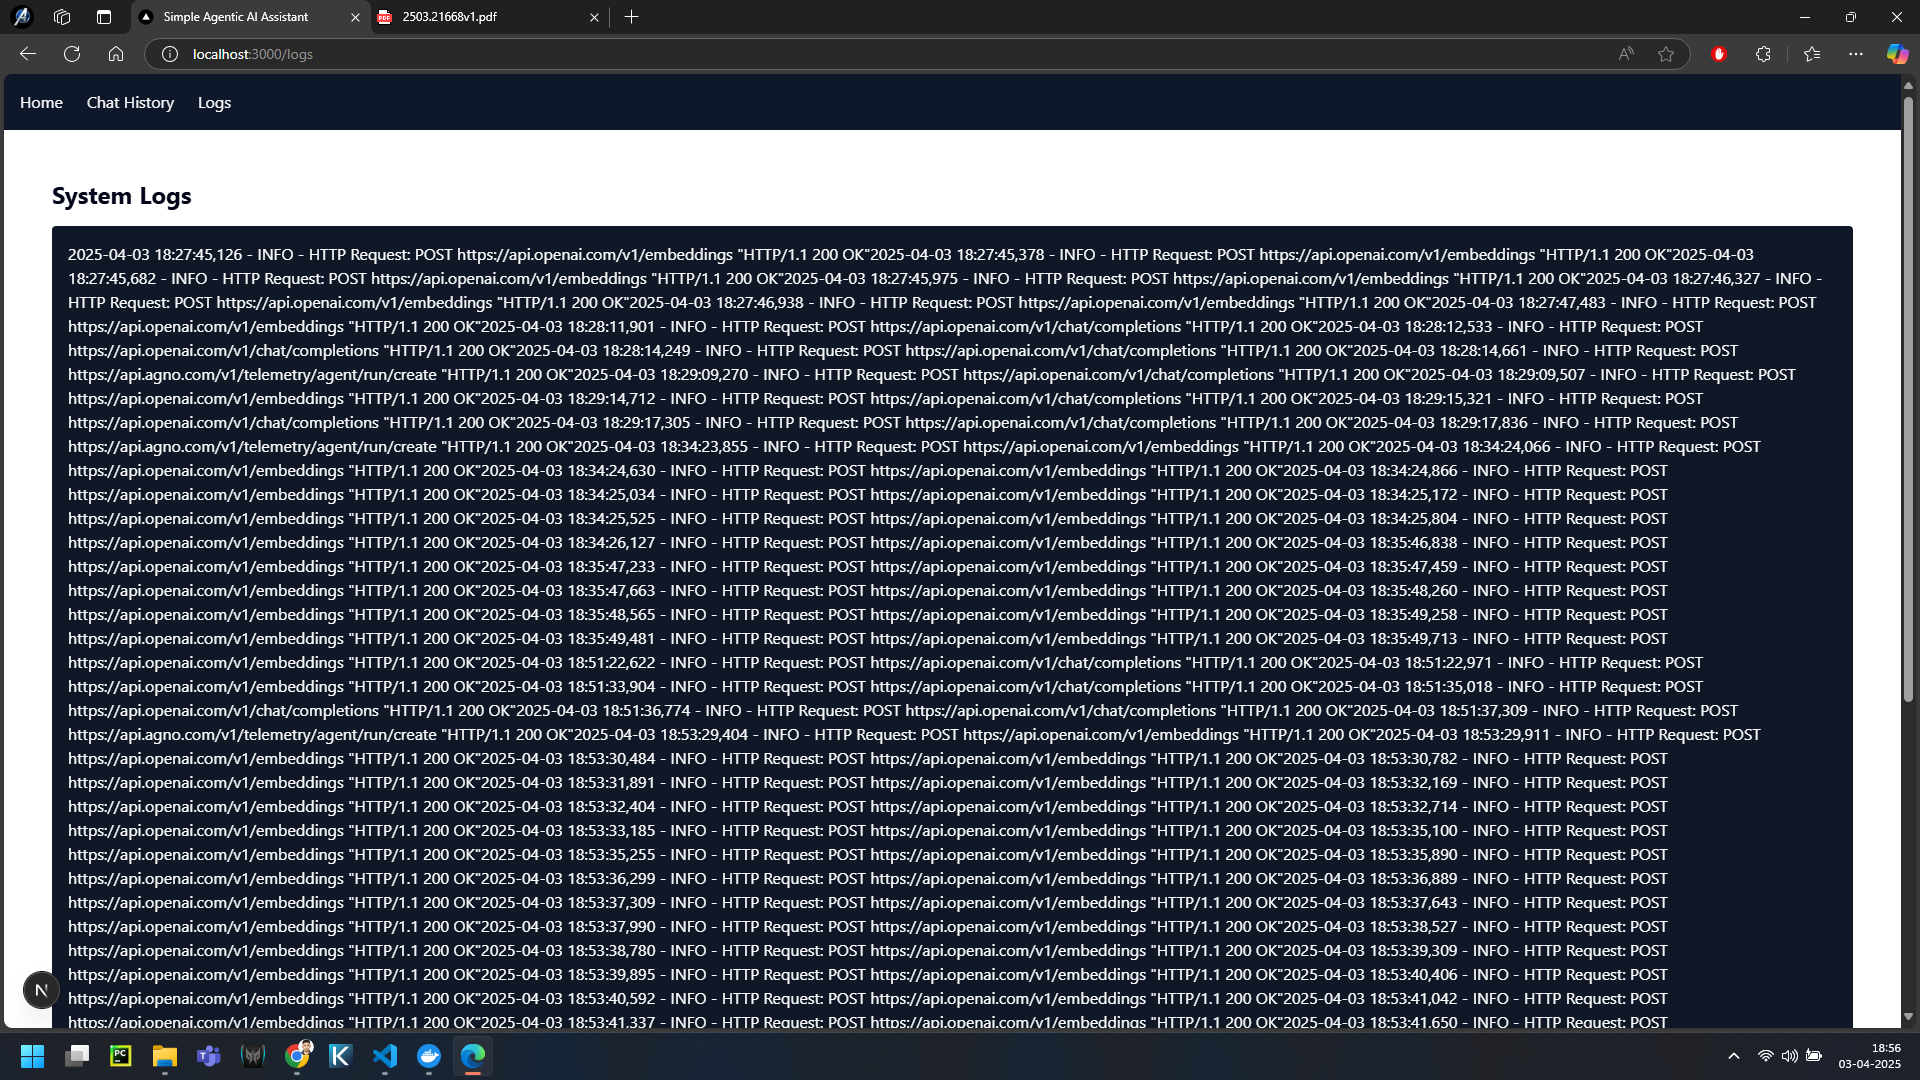 Simple Agentic AI Assistant
2503.21668v1.pdf
localhost:3000/logs
Home Chat History Logs
System Logs
2025-04-03 18:27:45,126 - INFO - HTTP Request: POST https://api.openai.com/v1/embeddings "HTTP/1.1 200 OK"2025-04-03 18:27:45,378 - INFO - HTTP Request: POST https://api.openai.com/v1/embeddings "HTTP/1.1 200 OK"2025-04-03
18:27:45,682 - INFO - HTTP Request: POST https://api.openai.com/v1/embeddings "HTTP/1.1 200 OK"2025-04-03 18:27:45,975 - INFO - HTTP Request: POST https://api.openai.com/v1/embeddings "HTTP/1.1 200 OK"2025-04-03 18:27:46,327 - INFO -
HTTP Request: POST https://api.openai.com/v1/embeddings "HTTP/1.1 200 OK"2025-04-03 18:27:46,938 - INFO - HTTP Request: POST https://api.openai.com/v1/embeddings "HTTP/1.1 200 OK"2025-04-03 18:27:47,483 - INFO - HTTP Request: POST
https://api.openai.com/v1/embeddings "HTTP/1.1 200 OK"2025-04-03 18:28:11,901 - INFO - HTTP Request: POST https://api.openai.com/v1/chat/completions "HTTP/1.1 200 OK"2025-04-03 18:28:12,533 - INFO - HTTP Request: POST
https://api.openai.com/v1/chat/completions "HTTP/1.1 200 OK"2025-04-03 18:28:14,249 - INFO - HTTP Request: POST https://api.openai.com/v1/chat/completions "HTTP/1.1 200 OK"2025-04-03 18:28:14,661 - INFO - HTTP Request: POST
https://api.agno.com/v1/telemetry/agent/run/create "HTTP/1.1 200 OK"2025-04-03 18:29:09,270 - INFO - HTTP Request: POST https://api.openai.com/v1/chat/completions "HTTP/1.1 200 OK"2025-04-03 18:29:09,507 - INFO - HTTP Request: POST
https://api.openai.com/v1/embeddings "HTTP/1.1 200 OK"2025-04-03 18:29:14,712 - INFO - HTTP Request: POST https://api.openai.com/v1/chat/completions "HTTP/1.1 200 OK"2025-04-03 18:29:15,321 - INFO - HTTP Request: POST
https://api.openai.com/v1/chat/completions "HTTP/1.1 200 OK"2025-04-03 18:29:17,305 - INFO - HTTP Request: POST https://api.openai.com/v1/chat/completions "HTTP/1.1 200 OK"2025-04-03 18:29:17,836 - INFO - HTTP Request: POST
https://api.agno.com/v1/telemetry/agent/run/create "HTTP/1.1 200 OK"2025-04-03 18:34:23,855 - INFO - HTTP Request: POST https://api.openai.com/v1/embeddings "HTTP/1.1 200 OK"2025-04-03 18:34:24,066 - INFO - HTTP Request: POST
https://api.openai.com/v1/embeddings "HTTP/1.1 200 OK"2025-04-03 18:34:24,630 - INFO - HTTP Request: POST https://api.openai.com/v1/embeddings "HTTP/1.1 200 OK"2025-04-03 18:34:24,866 - INFO - HTTP Request: POST
https://api.openai.com/v1/embeddings "HTTP/1.1 200 OK"2025-04-03 18:34:25,034 - INFO - HTTP Request: POST https://api.openai.com/v1/embeddings "HTTP/1.1 200 OK"2025-04-03 18:34:25,172 - INFO - HTTP Request: POST
https://api.openai.com/v1/embeddings "HTTP/1.1 200 OK"2025-04-03 18:34:25,525 - INFO - HTTP Request: POST https://api.openai.com/v1/embeddings "HTTP/1.1 200 OK"2025-04-03 18:34:25,804 - INFO - HTTP Request: POST
https://api.openai.com/v1/embeddings "HTTP/1.1 200 OK"2025-04-03 18:34:26,127 - INFO - HTTP Request: POST https://api.openai.com/v1/embeddings "HTTP/1.1 200 OK"2025-04-03 18:35:46,838 - INFO - HTTP Request: POST
https://api.openai.com/v1/embeddings "HTTP/1.1 200 OK"2025-04-03 18:35:47,233 - INFO - HTTP Request: POST https://api.openai.com/v1/embeddings "HTTP/1.1 200 OK"2025-04-03 18:35:47,459 - INFO - HTTP Request: POST
https://api.openai.com/v1/embeddings "HTTP/1.1 200 OK"2025-04-03 18:35:47,663 - INFO - HTTP Request: POST https://api.openai.com/v1/embeddings "HTTP/1.1 200 OK"2025-04-03 18:35:48,260 - INFO - HTTP Request: POST
https://api.openai.com/v1/embeddings "HTTP/1.1 200 OK"2025-04-03 18:35:48,565 - INFO - HTTP Request: POST https://api.openai.com/v1/embeddings "HTTP/1.1 200 OK"2025-04-03 18:35:49,258 - INFO - HTTP Request: POST
https://api.openai.com/v1/embeddings "HTTP/1.1 200 OK"2025-04-03 18:35:49,481 - INFO - HTTP Request: POST https://api.openai.com/v1/embeddings "HTTP/1.1 200 OK"2025-04-03 18:35:49,713 - INFO - HTTP Request: POST
https://api.openai.com/v1/embeddings "HTTP/1.1 200 OK"2025-04-03 18:51:22,622 - INFO - HTTP Request: POST https://api.openai.com/v1/chat/completions "HTTP/1.1 200 OK"2025-04-03 18:51:22,971 - INFO - HTTP Request: POST
https://api.openai.com/v1/embeddings "HTTP/1.1 200 OK"2025-04-03 18:51:33,904 - INFO - HTTP Request: POST https://api.openai.com/v1/chat/completions "HTTP/1.1 200 OK"2025-04-03 18:51:35,018 - INFO - HTTP Request: POST
https://api.openai.com/v1/chat/completions "HTTP/1.1 200 OK"2025-04-03 18:51:36,774 - INFO - HTTP Request: POST https://api.openai.com/v1/chat/completions "HTTP/1.1 200 OK"2025-04-03 18:51:37,309 - INFO - HTTP Request: POST
https://api.agno.com/v1/telemetry/agent/run/create "HTTP/1.1 200 OK"2025-04-03 18:53:29,404 - INFO - HTTP Request: POST https://api.openai.com/v1/embeddings "HTTP/1.1 200 OK"2025-04-03 18:53:29,911 - INFO - HTTP Request: POST
https://api.openai.com/v1/embeddings "HTTP/1.1 200 OK"2025-04-03 18:53:30,484 - INFO - HTTP Request: POST https://api.openai.com/v1/embeddings "HTTP/1.1 200 OK"2025-04-03 18:53:30,782 - INFO - HTTP Request: POST
https://api.openai.com/v1/embeddings "HTTP/1.1 200 OK"2025-04-03 18:53:31,891 - INFO - HTTP Request: POST https://api.openai.com/v1/embeddings "HTTP/1.1 200 OK"2025-04-03 18:53:32,169 - INFO - HTTP Request: POST
https://api.openai.com/v1/embeddings "HTTP/1.1 200 OK"2025-04-03 18:53:32,404 - INFO - HTTP Request: POST https://api.openai.com/v1/embeddings "HTTP/1.1 200 OK"2025-04-03 18:53:32,714 - INFO - HTTP Request: POST
https://api.openai.com/v1/embeddings "HTTP/1.1 200 OK"2025-04-03 18:53:33,185 - INFO - HTTP Request: POST https://api.openai.com/v1/embeddings "HTTP/1.1 200 OK"2025-04-03 18:53:35,100 - INFO - HTTP Request: POST
https://api.openai.com/v1/embeddings "HTTP/1.1 200 OK"2025-04-03 18:53:35,255 - INFO - HTTP Request: POST https://api.openai.com/v1/embeddings "HTTP/1.1 200 OK"2025-04-03 18:53:35,890 - INFO - HTTP Request: POST
https://api.openai.com/v1/embeddings "HTTP/1.1 200 OK"2025-04-03 18:53:36,299 - INFO - HTTP Request: POST https://api.openai.com/v1/embeddings "HTTP/1.1 200 OK"2025-04-03 18:53:36,889 - INFO - HTTP Request: POST
https://api.openai.com/v1/embeddings "HTTP/1.1 200 OK"2025-04-03 18:53:37,309 - INFO - HTTP Request: POST https://api.openai.com/v1/embeddings "HTTP/1.1 200 OK"2025-04-03 18:53:37,643 - INFO - HTTP Request: POST
https://api.openai.com/v1/embeddings "HTTP/1.1 200 OK"2025-04-03 18:53:37,990 - INFO - HTTP Request: POST https://api.openai.com/v1/embeddings "HTTP/1.1 200 OK"2025-04-03 18:53:38,527 - INFO - HTTP Request: POST
https://api.openai.com/v1/embeddings "HTTP/1.1 200 OK"2025-04-03 18:53:38,780 - INFO - HTTP Request: POST https://api.openai.com/v1/embeddings "HTTP/1.1 200 OK"2025-04-03 18:53:39,309 - INFO - HTTP Request: POST
https://api.openai.com/v1/embeddings "HTTP/1.1 200 OK"2025-04-03 18:53:39,895 - INFO - HTTP Request: POST https://api.openai.com/v1/embeddings "HTTP/1.1 200 OK"2025-04-03 18:53:40,406 - INFO - HTTP Request: POST
https://api.openai.com/v1/embeddings "HTTP/1.1 200 OK"2025-04-03 18:53:40,592 - INFO - HTTP Request: POST https://api.openai.com/v1/embeddings "HTTP/1.1 200 OK"2025-04-03 18:53:41,042 - INFO - HTTP Request: POST
https://api.openai.com/v1/embeddings "HTTP/1.1 200 OK"2025-04-03 18:53:41,337 - INFO - HTTP Request: POST https://api.openai.com/v1/embeddings "HTTP/1.1 200 OK"2025-04-03 18:53:41,650 - INFO - HTTP Request: POST
N
18:56
03-04-2025